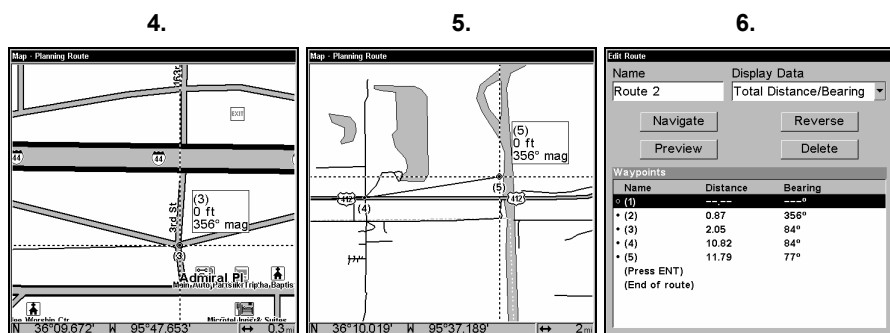 4.
5.
6.
Map - Planning Route
163r
EXIT
44
44
44
(3)
0 ft
356° mag
3rd St
(3)
Admiral Pl
N 36°09.672' W 95°47.653' ↔ 0.3 mi
Map - Planning Route
(5)
0 ft
356° mag
(5)
412
412
(4)
N 36°10.019' W 95°37.189' ↔ 2 mi
Edit Route
Name Display Data
Route 2 Total Distance/Bearing
Navigate Reverse
Preview Delete
Waypoints
Name Distance Bearing
(1) --.-- ---°
(2) 0.87 356°
(3) 2.05 84°
(4) 10.82 84°
(5) 11.79 77°
(Press ENT)
(End of route)